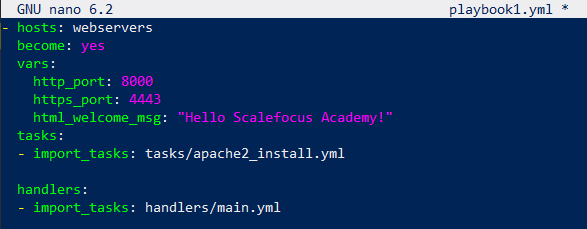 GNU nano 6.2 playbook1.yml *
- hosts: webservers
  become: yes
  vars:
    http_port: 8000
    https_port: 4443
    html_welcome_msg: "Hello Scalefocus Academy!"
  tasks:
  - import_tasks: tasks/apache2_install.yml

  handlers:
  - import_tasks: handlers/main.yml